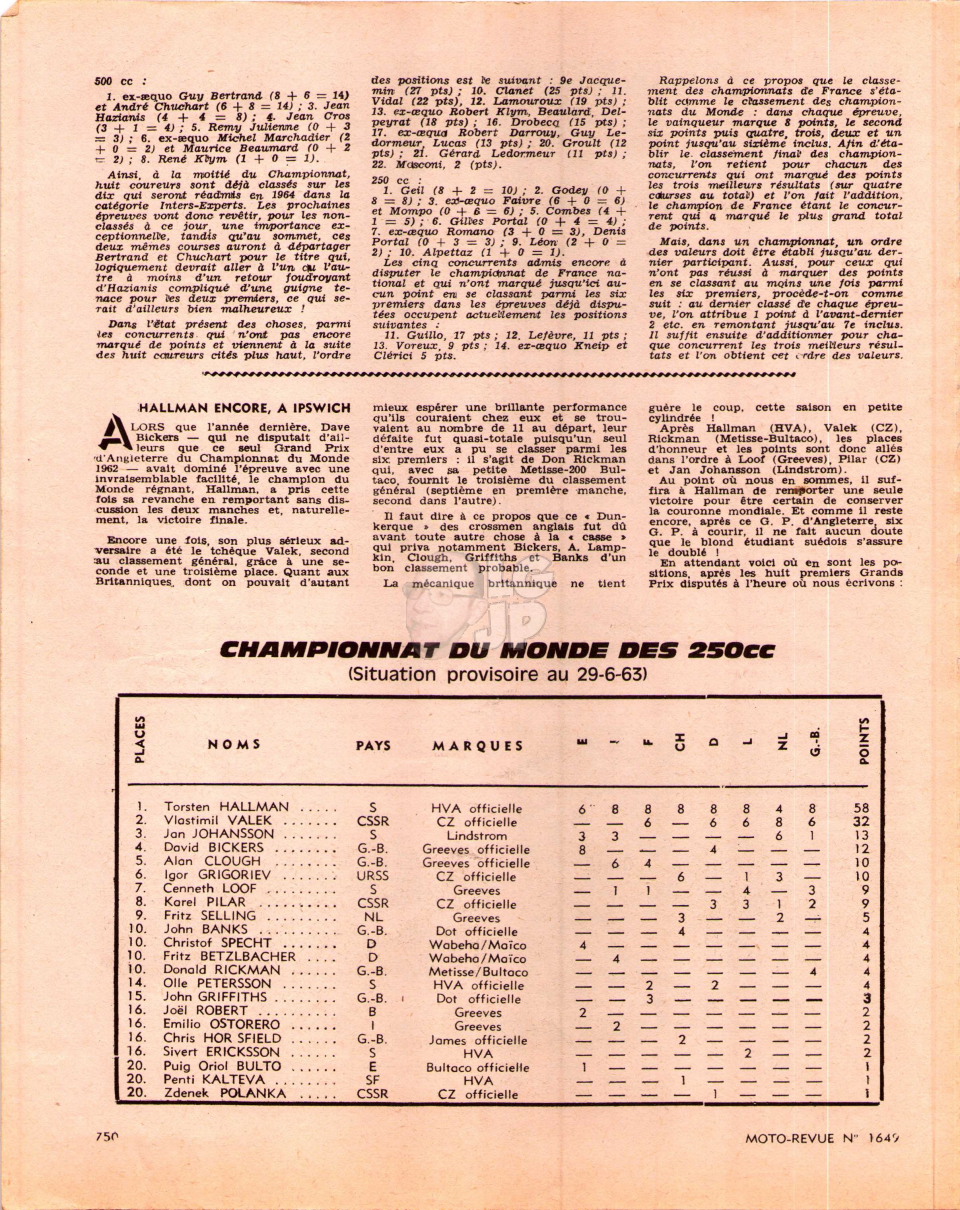 500 cc :
1. ex-æquo Guy Bertrand (8 + 6 = 14)
et André Chuchart (6 + 8 = 14) ; 3. Jean
Hazianis (4 + 4 = 8) ; 4. Jean Cros
(3 + 1 = 4) ; 5. Remy Julienne (0 + 3
= 3) ; 6. ex-æquo Michel Marchadier (2
+ 0 = 2) et Maurice Beaumard (0 + 2
= 2) ; 8. René Klym (1 + 0 = 1).
Ainsi, à la moitié du Championnat,
huit coureurs sont déjà classés sur les
dix qui seront réadmis en 1964 dans la
catégorie Inters-Experts. Les prochaines
épreuves vont donc revêtir, pour les non-
classés à ce jour, une importance ex-
ceptionnelle, tandis qu'au sommet, ces
deux mêmes courses auront à départager
Bertrand et Chuchart pour le titre qui,
logiquement devrait aller à l'un ou l'au-
tre à moins d'un retour foudroyant
d'Hazianis compliqué d'une guigne te-
nace pour les deux premiers, ce qui se-
rait d'ailleurs bien malheureux !
Dans l'état présent des choses, parmi
les concurrents qui n'ont pas encore
marqué de points et viennent à la suite
des huit coureurs cités plus haut, l'ordre
des positions est le suivant : 9e Jacque-
min (27 pts) ; 10. Clanet (25 pts) ; 11.
Vidal (22 pts), 12. Lamouroux (19 pts) ;
13. ex-æquo Robert Klym, Beaulard, Del-
peyrat (18 pts) ; 16. Drobecq (15 pts) ;
17. ex-æquo Robert Darrouy, Guy Le-
dormeur, Lucas (13 pts) ; 20. Groult (12
pts) ; 21. Gérard Ledormeur (11 pts) ;
22. Masconi, 2 (pts).
250 cc :
1. Geil (8 + 2 = 10) ; 2. Godey (0 +
8 = 8) ; 3. ex-æquo Faivre (6 + 0 = 6)
et Mompo (0 + 6 = 6) ; 5. Combes (4 +
1 = 5) ; 6. Gilles Portal (0 + 4 = 4) ;
7. ex-æquo Romano (3 + 0 = 3), Denis
Portal (0 + 3 = 3) ; 9. Léon (2 + 0 =
2) ; 10. Alpettaz (1 + 0 = 1).
Les cinq concurrents admis encore à
disputer le championnat de France na-
tional et qui n'ont marqué jusqu'ici au-
cun point en se classant parmi les six
premiers dans les épreuves déjà dispu-
tées occupent actuellement les positions
suivantes :
11. Guillo, 17 pts ; 12. Lefèvre, 11 pts ;
13. Voreux, 9 pts ; 14. ex-æquo Kneip et
Clérici 5 pts.
Rappelons à ce propos que le classe-
ment des championnats de France s'éta-
blit comme le classement des champion-
nats du Monde : dans chaque épreuve,
le vainqueur marque 8 points, le second
six points puis quatre, trois, deux et un
point jusqu'au sixième inclus. Afin d'éta-
blir le classement final des champion-
nats, l'on retient pour chacun des
concurrents qui ont marqué des points
les trois meilleurs résultats (sur quatre
courses au total) et l'on fait l'addition,
le champion de France étant le concur-
rent qui a marqué le plus grand total
de points.
Mais, dans un championnat, un ordre
des valeurs doit être établi jusqu'au der-
nier participant. Aussi, pour ceux qui
n'ont pas réussi à marquer des points
en se classant au moins une fois parmi
les six premiers, procède-t-on comme
suit : au dernier classé de chaque épreu-
ve, l'on attribue 1 point à l'avant-dernier
2 etc. en remontant jusqu'au 7e inclus.
Il suffit ensuite d'additionner pour cha-
que concurrent les trois meilleurs résul-
tats et l'on obtient cet ordre des valeurs.
HALLMAN ENCORE, A IPSWICH
ALORS que l'année dernière, Dave
Bickers — qui ne disputait d'ail-
leurs que ce seul Grand Prix
d'Angleterre du Championnat du Monde
1962 — avait dominé l'épreuve avec une
invraisemblable facilité, le champion du
Monde régnant, Hallman, a pris cette
fois sa revanche en remportant sans dis-
cussion les deux manches et, naturelle-
ment, la victoire finale.
Encore une fois, son plus sérieux ad-
versaire a été le tchèque Valek, second
au classement général, grâce à une se-
conde et une troisième place. Quant aux
Britanniques, dont on pouvait d'autant
mieux espérer une brillante performance
qu'ils couraient chez eux et se trou-
vaient au nombre de 11 au départ, leur
défaite fut quasi-totale puisqu'un seul
d'entre eux a pu se classer parmi les
six premiers : il s'agit de Don Rickman
qui, avec sa petite Metisse-200 Bul-
taco, fournit le troisième du classement
général (septième en première manche,
second dans l'autre).
Il faut dire à ce propos que ce « Dun-
kerque » des crossmen anglais fut dû
avant toute autre chose à la « casse »
qui priva notamment Bickers, A. Lamp-
kin, Clough, Griffiths et Banks d'un
bon classement probable.
La mécanique britannique ne tient
guère le coup, cette saison en petite
cylindrée !
Après Hallman (HVA), Valek (CZ),
Rickman (Metisse-Bultaco), les places
d'honneur et les points sont donc allés
dans l'ordre à Loof (Greeves), Pilar (CZ)
et Jan Johansson (Lindstrom).
Au point où nous en sommes, il suf-
fira à Hallman de remporter une seule
victoire pour être certain de conserver
la couronne mondiale. Et comme il reste
encore, après ce G. P. d'Angleterre, six
G. P. à courir, il ne fait aucun doute
que le blond étudiant suédois s'assure
le doublé !
En attendant voici où en sont les po-
sitions, après les huit premiers Grands
Prix disputés à l'heure où nous écrivons :
JP
CHAMPIONNAT DU MONDE DES 250cc
(Situation provisoire au 29-6-63)
PLACES NOMS PAYS MARQUES E I F CH D L NL G.-B. POINTS
1. Torsten HALLMAN ..... S HVA officielle 6 8 8 8 8 8 4 8 58
2. Vlastimil VALEK ....... CSSR CZ officielle — — 6 — 6 6 8 6 32
3. Jan JOHANSSON ....... S Lindstrom 3 3 — — — — 6 1 13
4. David BICKERS ........ G.-B. Greeves officielle 8 — — — 4 — — — 12
5. Alan CLOUGH ........ G.-B. Greeves officielle — 6 4 — — — — — 10
6. Igor GRIGORIEV ....... URSS CZ officielle — — — 6 — 1 3 — 10
7. Cenneth LOOF ......... S Greeves — 1 1 — — 4 — 3 9
8. Karel PILAR .......... CSSR CZ officielle — — — — 3 3 1 2 9
9. Fritz SELLING ......... NL Greeves — — — 3 — — 2 — 5
10. John BANKS .......... G.-B. Dot officielle — — — 4 — — — — 4
10. Christof SPECHT ....... D Wabeha/Maïco 4 — — — — — — — 4
10. Fritz BETZLBACHER .... D Wabeha/Maïco — 4 — — — — — — 4
10. Donald RICKMAN ...... G.-B. Metisse/Bultaco — — — — — — — 4 4
14. Olle PETERSSON ....... S HVA officielle — — 2 — 2 — — — 4
15. John GRIFFITHS ........ G.-B. Dot officielle — — 3 — — — — — 3
16. Joël ROBERT .......... B Greeves 2 — — — — — — — 2
16. Emilio OSTORERO ...... I Greeves — 2 — — — — — — 2
16. Chris HORSFIELD ...... G.-B. James officielle — — — 2 — — — — 2
16. Sivert ERICKSSON ...... S HVA — — — — — 2 — — 2
20. Puig Oriol BULTO ...... E Bultaco officielle 1 — — — — — — — 1
20. Penti KALTEVA ........ SF HVA — — — 1 — — — — 1
20. Zdenek POLANKA ..... CSSR CZ officielle — — — — 1 — — — 1
750
MOTO-REVUE N° 1649